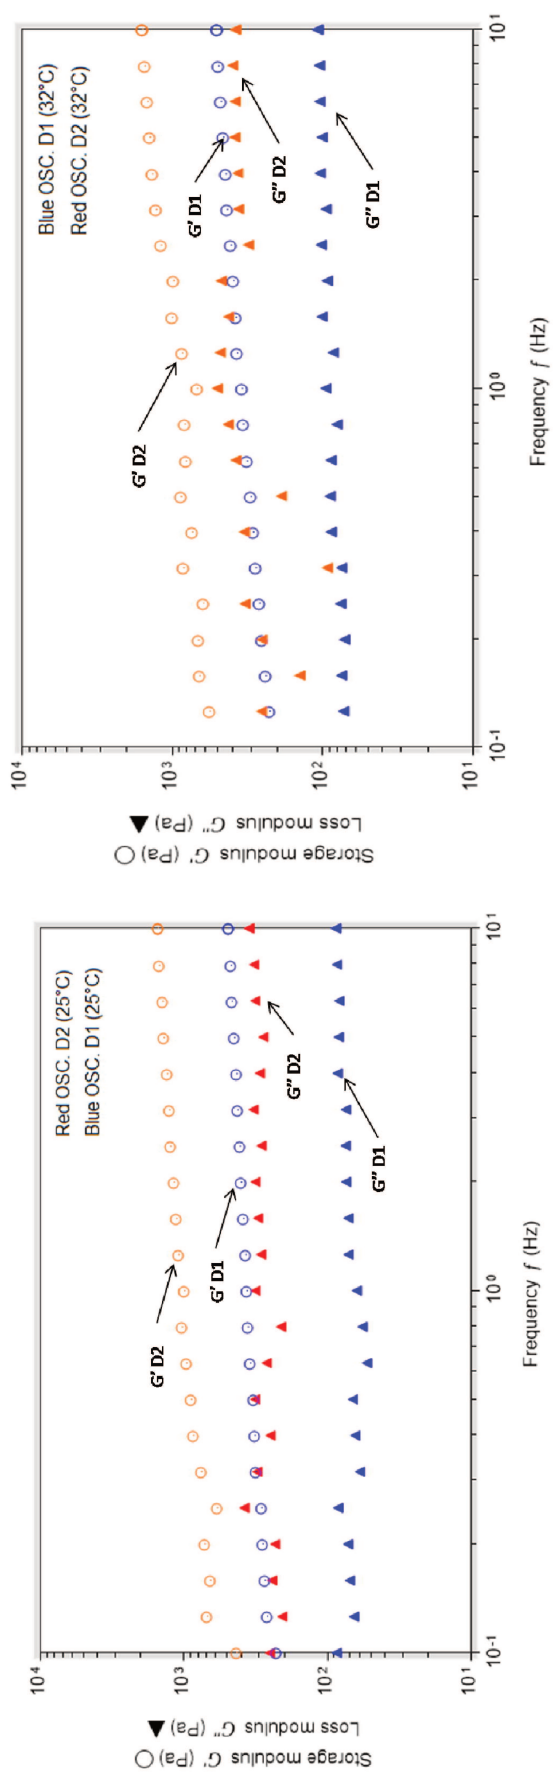 Red OSC. D2 (25°C)
Blue OSC. D1 (25°C)
G' D2
G' D1
G'' D2
G'' D1
10⁴
10³
10²
10¹
10⁻¹
10⁰
10¹
Frequency f (Hz)
Storage modulus G' (Pa)
Loss modulus G'' (Pa)
Blue OSC. D1 (32°C)
Red OSC. D2 (32°C)
G' D2
G' D1
G'' D2
G'' D1
10⁴
10³
10²
10¹
10⁻¹
10⁰
10¹
Frequency f (Hz)
Storage modulus G' (Pa)
Loss modulus G'' (Pa)